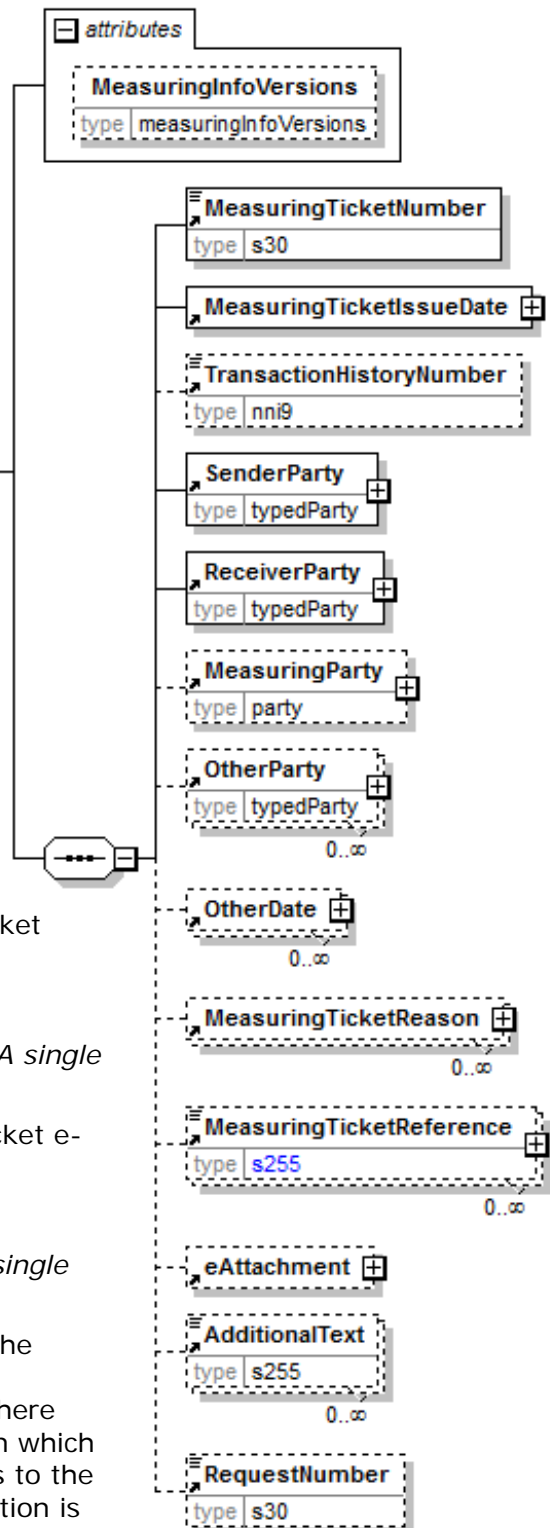 attributes
MeasuringInfoVersions
type measuringInfoVersions
MeasuringTicketNumber
type s30
MeasuringTicketIssueDate
TransactionHistoryNumber
type nni9
SenderParty
type typedParty
ReceiverParty
type typedParty
MeasuringParty
type party
OtherParty
type typedParty
0..∞
OtherDate
0..∞
MeasuringTicketReason
0..∞
MeasuringTicketReference
type s255
0..∞
eAttachment
AdditionalText
type s255
0..∞
RequestNumber
type s30
ket
A single
cket e-
single
he
here
n which
s to the
tion is